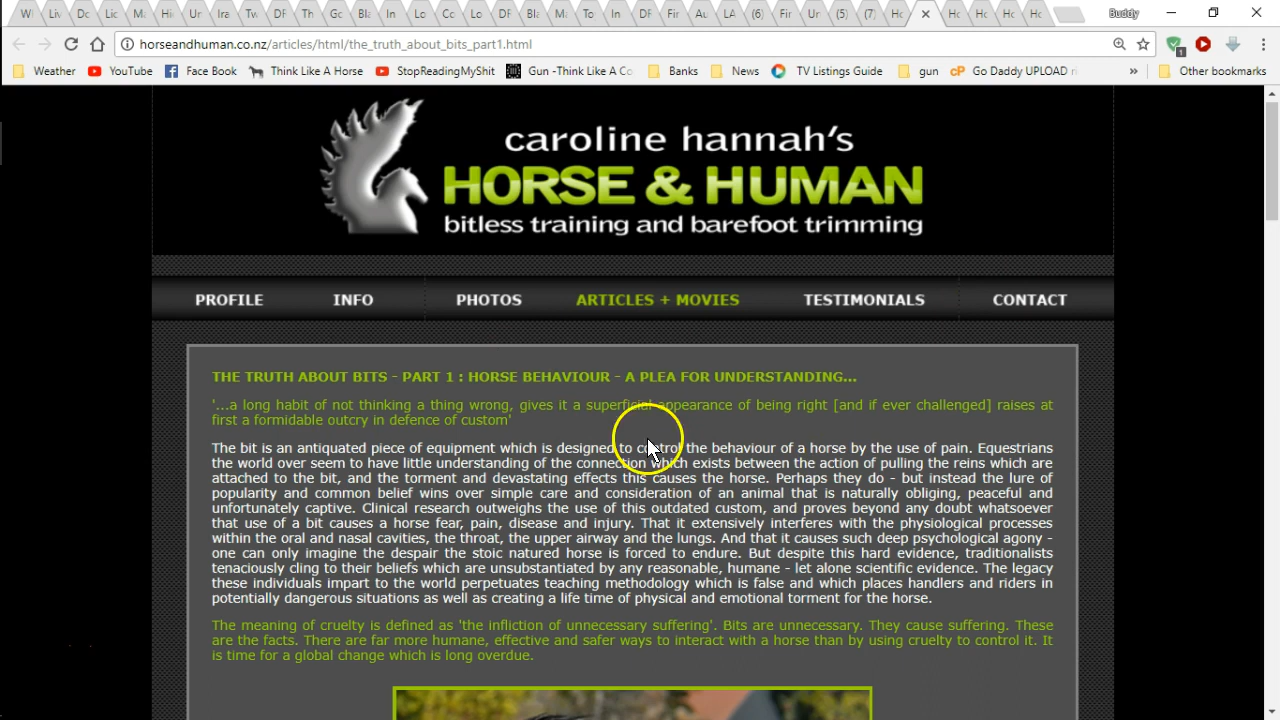 Buddy
horseandhuman.co.nz/articles/html/the_truth_about_bits_part1.html
Weather YouTube Face Book Think Like A Horse StopReadingMyShit Gun -Think Like A Co Banks News TV Listings Guide gun Go Daddy UPLOAD » Other bookmarks
caroline hannah's
HORSE & HUMAN
bitless training and barefoot trimming
PROFILE INFO PHOTOS ARTICLES + MOVIES TESTIMONIALS CONTACT
THE TRUTH ABOUT BITS - PART 1 : HORSE BEHAVIOUR - A PLEA FOR UNDERSTANDING...
'...a long habit of not thinking a thing wrong, gives it a superficial appearance of being right [and if ever challenged] raises at
first a formidable outcry in defence of custom'
The bit is an antiquated piece of equipment which is designed to control the behaviour of a horse by the use of pain. Equestrians
the world over seem to have little understanding of the connection which exists between the action of pulling the reins which are
attached to the bit, and the torment and devastating effects this causes the horse. Perhaps they do - but instead the lure of
popularity and common belief wins over simple care and consideration of an animal that is naturally obliging, peaceful and
unfortunately captive. Clinical research outweighs the use of this outdated custom, and proves beyond any doubt whatsoever
that use of a bit causes a horse fear, pain, disease and injury. That it extensively interferes with the physiological processes
within the oral and nasal cavities, the throat, the upper airway and the lungs. And that it causes such deep psychological agony -
one can only imagine the despair the stoic natured horse is forced to endure. But despite this hard evidence, traditionalists
tenaciously cling to their beliefs which are unsubstantiated by any reasonable, humane - let alone scientific evidence. The legacy
these individuals impart to the world perpetuates teaching methodology which is false and which places handlers and riders in
potentially dangerous situations as well as creating a life time of physical and emotional torment for the horse.
The meaning of cruelty is defined as 'the infliction of unnecessary suffering'. Bits are unnecessary. They cause suffering. These
are the facts. There are far more humane, effective and safer ways to interact with a horse than by using cruelty to control it. It
is time for a global change which is long overdue.